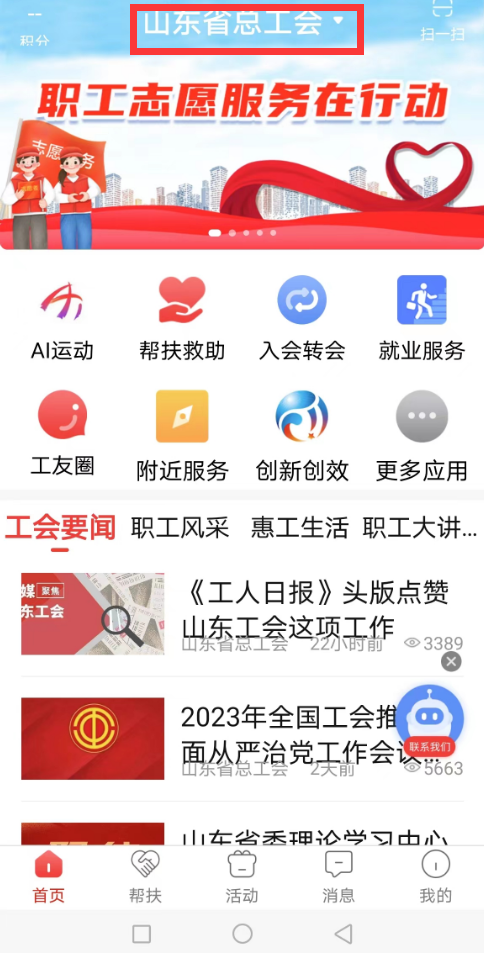 --
积分
山东省总工会
扫一扫
职工志愿服务在行动
志愿服务
AI运动
帮扶救助
入会转会
就业服务
工友圈
附近服务
创新创效
更多应用
工会要闻
职工风采
惠工生活
职工大讲...
媒聚焦
东工会
《工人日报》头版点赞
山东工会这项工作
山东省总工会 22小时前 3389
2023年全国工会推
面从严治党工作会议...
山东省总工会 2天前 5663
联系我们
山东省委理论学习中心
首页
帮扶
活动
消息
我的